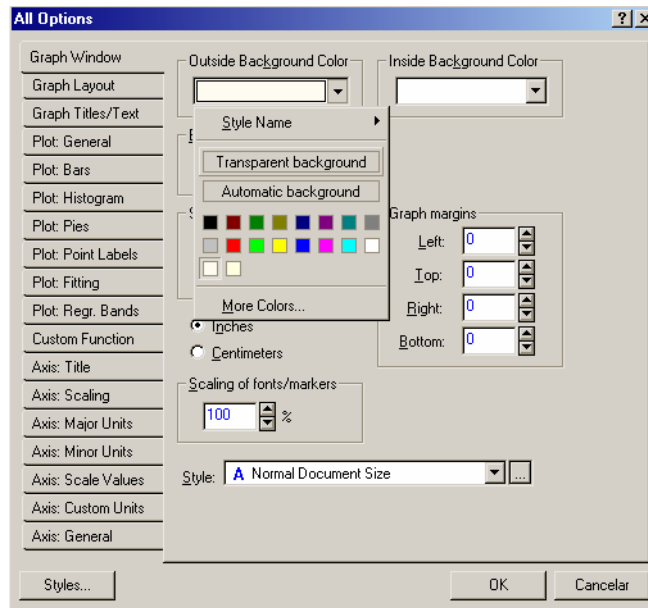 All Options
Graph Window
Graph Layout
Graph Titles/Text
Plot: General
Plot: Bars
Plot: Histogram
Plot: Pies
Plot: Point Labels
Plot: Fitting
Plot: Regr. Bands
Custom Function
Axis: Title
Axis: Scaling
Axis: Major Units
Axis: Minor Units
Axis: Scale Values
Axis: Custom Units
Axis: General
Outside Background Color
Inside Background Color
Style Name
Transparent background
Automatic background
More Colors...
Graph margins
Left: 0
Top: 0
Right: 0
Bottom: 0
Inches
Centimeters
Scaling of fonts/markers
100 %
Style: A Normal Document Size ...
Styles... OK Cancelar